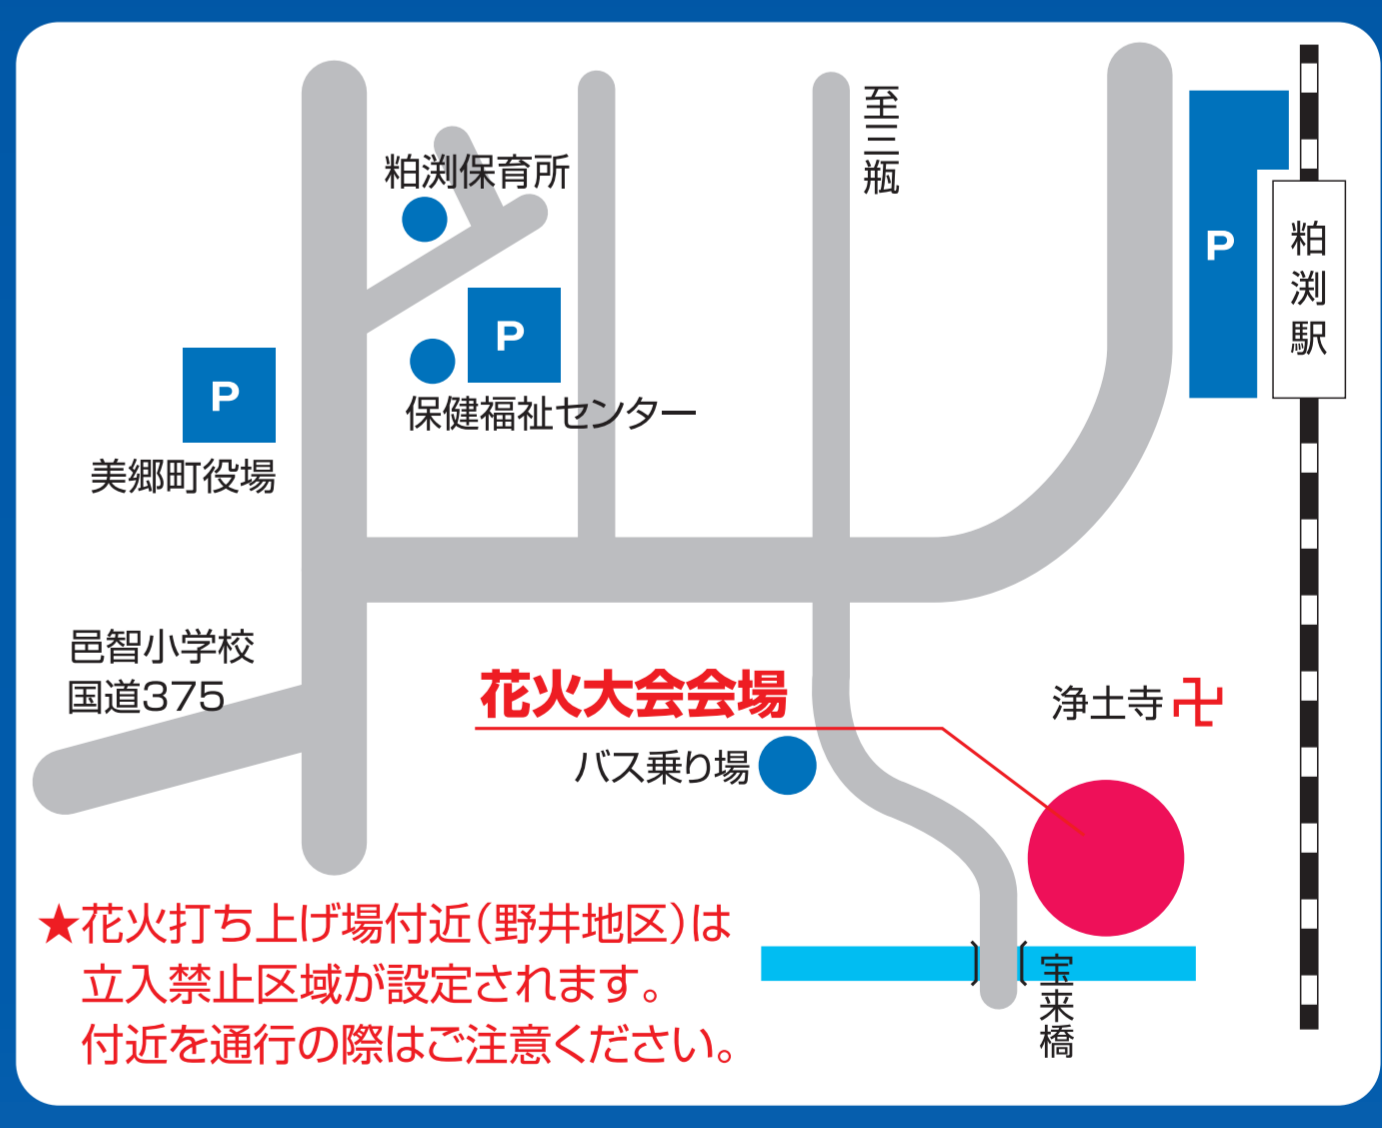 至三瓶
粕渕保育所
P
粕渕駅
P
P
保健福祉センター
美郷町役場
邑智小学校
国道375
花火大会会場
浄土寺卍
バス乗り場
★花火打ち上げ場付近(野井地区)は
立入禁止区域が設定されます。
付近を通行の際はご注意ください。
宝来橋